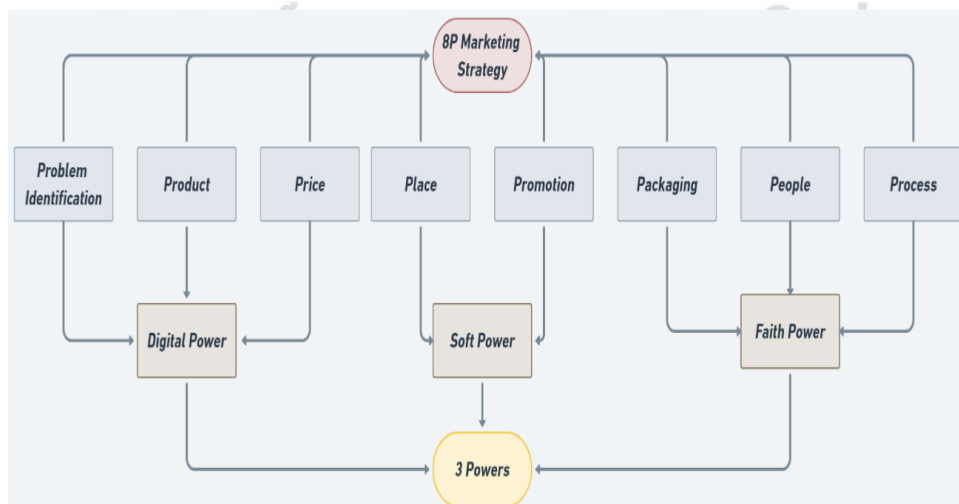 8P Marketing
Strategy
Problem
Identification
Product
Price
Place
Promotion
Packaging
People
Process
Digital Power
Soft Power
Faith Power
3 Powers